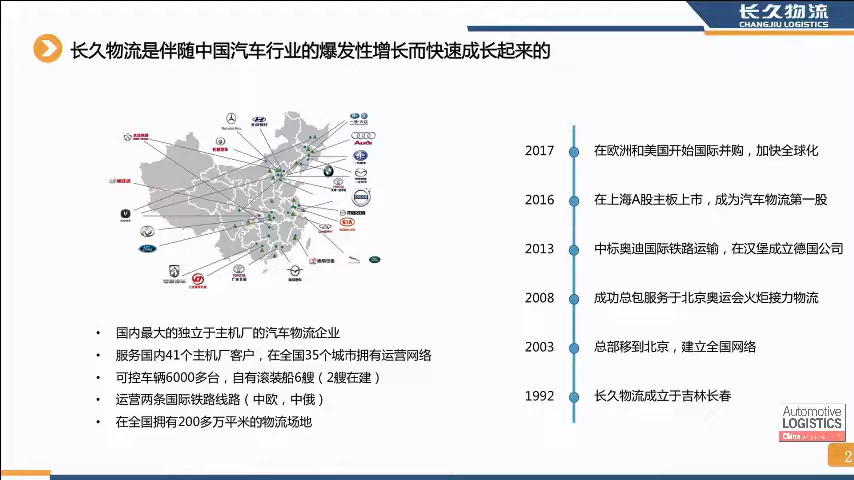 长久物流
CHANGJIU LOGISTICS
长久物流是伴随中国汽车行业的爆发性增长而快速成长起来的
Audi
mazda
KIA
• 国内最大的独立于主机厂的汽车物流企业
• 服务国内41个主机厂客户，在全国35个城市拥有运营网络
• 可控车辆6000多台，自有滚装船6艘（2艘在建）
• 运营两条国际铁路线路（中欧，中俄）
• 在全国拥有200多万平米的物流场地
2017 在欧洲和美国开始国际并购，加快全球化
2016 在上海A股主板上市，成为汽车物流第一股
2013 中标奥迪国际铁路运输，在汉堡成立德国公司
2008 成功总包服务于北京奥运会火炬接力物流
2003 总部移到北京，建立全国网络
1992 长久物流成立于吉林长春
Automotive
LOGISTICS
China
2